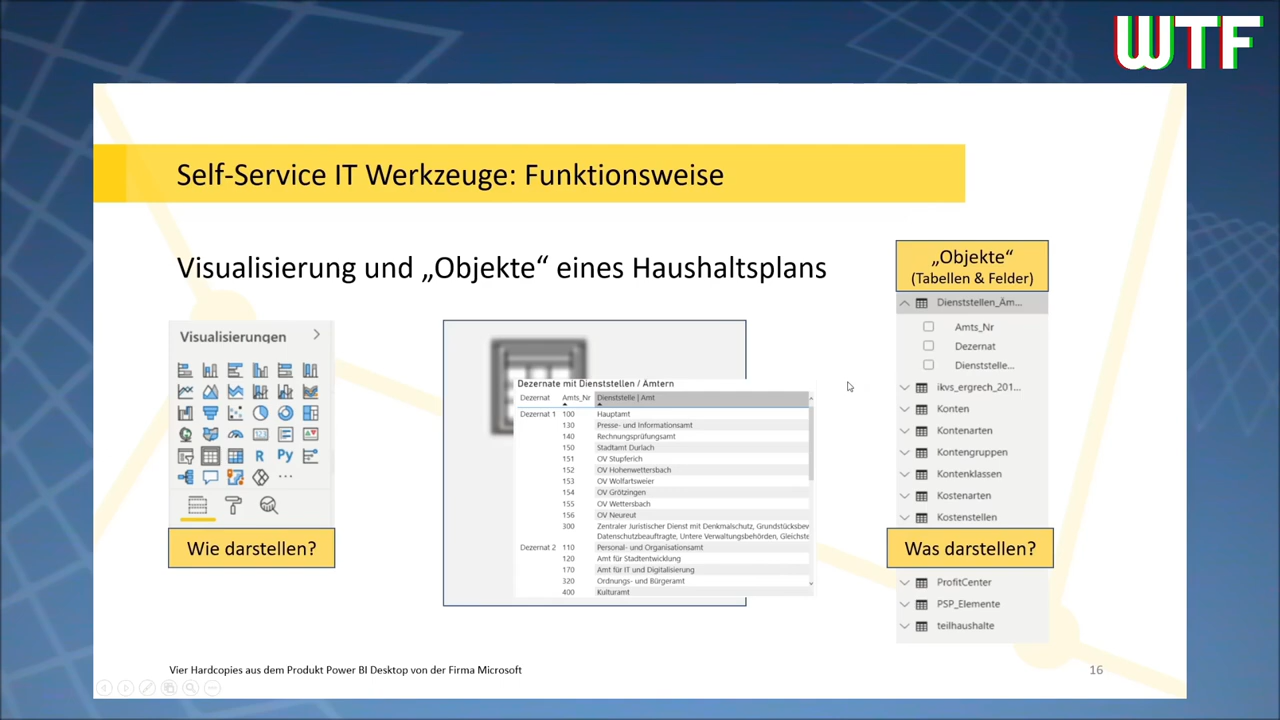 WTF
Self-Service IT Werkzeuge: Funktionsweise
Visualisierung und „Objekte“ eines Haushaltsplans
Visualisierungen
R Py
Wie darstellen?
Dezernate mit Dienststellen / Ämtern
Dezernat Amts_Nr Dienststelle | Amt
Dezernat 1 100 Hauptamt
130 Presse- und Informationsamt
140 Rechnungsprüfungsamt
150 Stadtamt Durlach
151 OV Stupferich
152 OV Hohenwettersbach
153 OV Wolfartsweier
154 OV Grötzingen
155 OV Wettersbach
156 OV Neureut
300 Zentraler Juristischer Dienst mit Denkmalschutz, Grundstücksbev
Datenschutzbeauftragte, Untere Verwaltungsbehörden, Gleichste
Dezernat 2 110 Personal- und Organisationsamt
120 Amt für Stadtentwicklung
170 Amt für IT und Digitalisierung
320 Ordnungs- und Bürgeramt
400 Kulturamt
„Objekte“
(Tabellen & Felder)
Dienststellen_Äm...
Amts_Nr
Dezernat
Dienststelle...
ikvs_ergrech_201...
Konten
Kontenarten
Kontengruppen
Kontenklassen
Kostenarten
Kostenstellen
Was darstellen?
ProfitCenter
PSP_Elemente
teilhaushalte
Vier Hardcopies aus dem Produkt Power BI Desktop von der Firma Microsoft
16